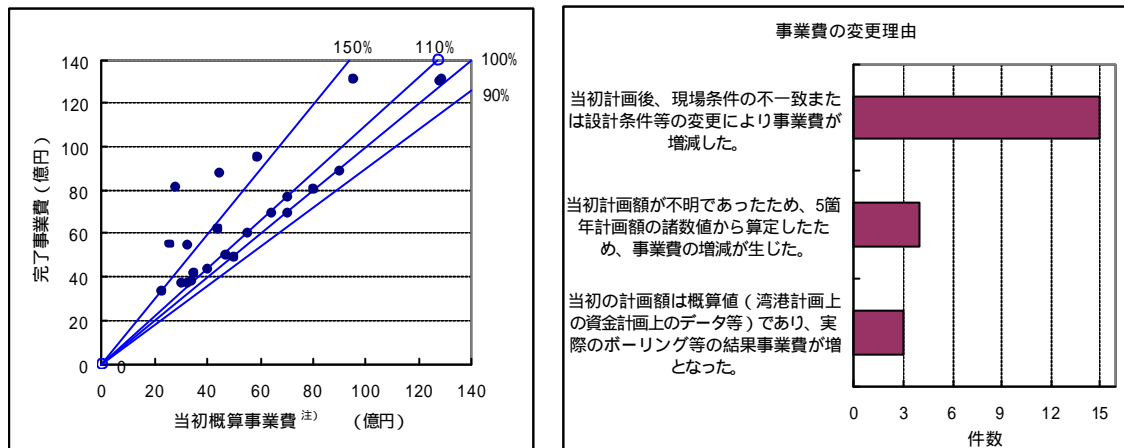 150%
110%
100%
90%
140
120
100
80
60
40
20
0
0
0
20
40
60
80
100
120
140
完了事業費(億円)
当初概算事業費 注) (億円)
事業費の変更理由
当初計画後、現場条件の不一致また
は設計条件等の変更により事業費が
増減した。
当初計画額が不明であったため、5箇
年計画額の諸数値から算定したた
め、事業費の増減が生じた。
当初の計画額は概算値(湾港計画上
の資金計画上のデータ等)であり、実
際のボーリング等の結果事業費が増
となった。
0
3
6
9
12
15
件数